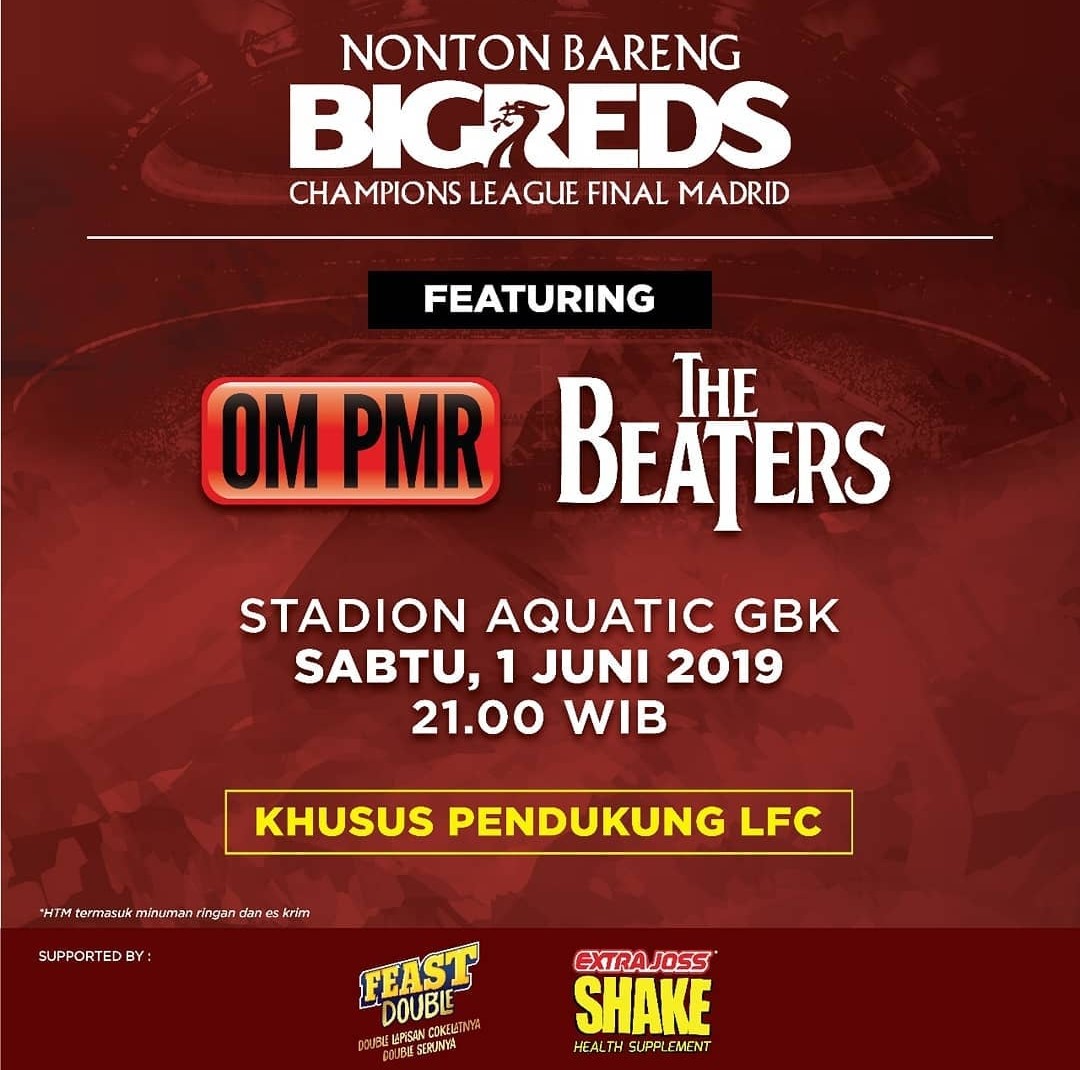 NONTON BARENG
BIGREDS
CHAMPIONS LEAGUE FINAL MADRID
FEATURING
OM PMR
THE
BEATERS
STADION AQUATIC GBK
SABTU, 1 JUNI 2019
21.00 WIB
KHUSUS PENDUKUNG LFC
*HTM termasuk minuman ringan dan es krim
SUPPORTED BY :
FEAST
DOUBLE
DOUBLE LAPISAN COKELATNYA
DOUBLE SERUNYA
EXTRA JOSS
SHAKE
HEALTH SUPPLEMENT